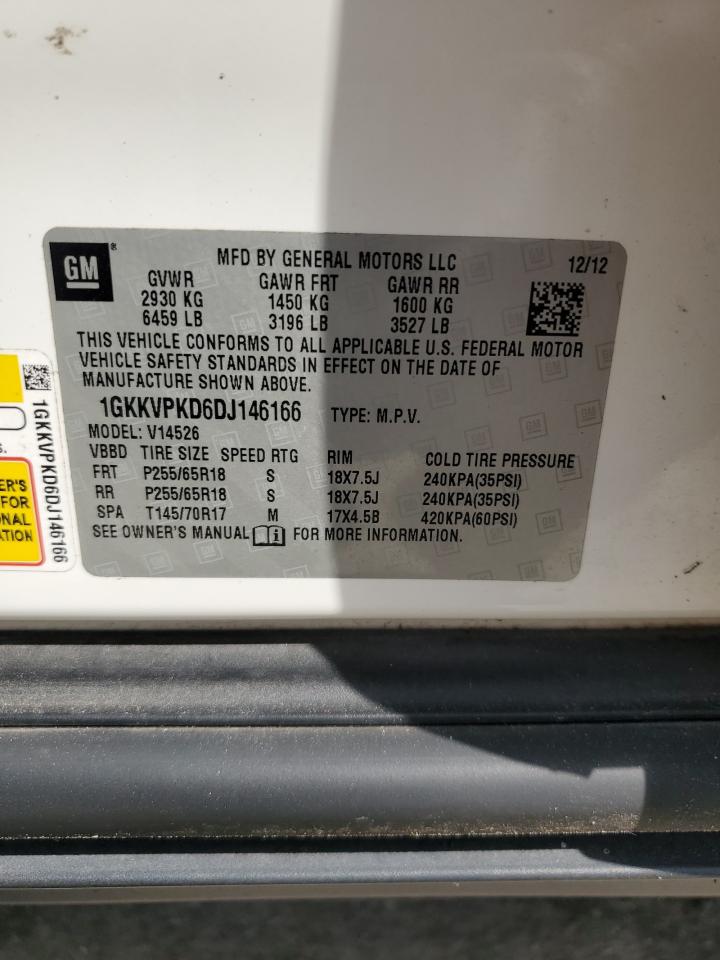 GM ®
MFD BY GENERAL MOTORS LLC 12/12
GVWR GAWR FRT GAWR RR
2930 KG 1450 KG 1600 KG
6459 LB 3196 LB 3527 LB
THIS VEHICLE CONFORMS TO ALL APPLICABLE U.S. FEDERAL MOTOR
VEHICLE SAFETY STANDARDS IN EFFECT ON THE DATE OF
MANUFACTURE SHOWN ABOVE.
1GKKVPKD6DJ146166 TYPE: M.P.V.
MODEL: V14526
VBBD TIRE SIZE SPEED RTG RIM COLD TIRE PRESSURE
FRT P255/65R18 S 18X7.5J 240KPA(35PSI)
RR P255/65R18 S 18X7.5J 240KPA(35PSI)
SPA T145/70R17 M 17X4.5B 420KPA(60PSI)
SEE OWNER'S MANUAL i FOR MORE INFORMATION.
1GKKVPKD6DJ146166
S.
ER'S
FOR
ONAL
ATION